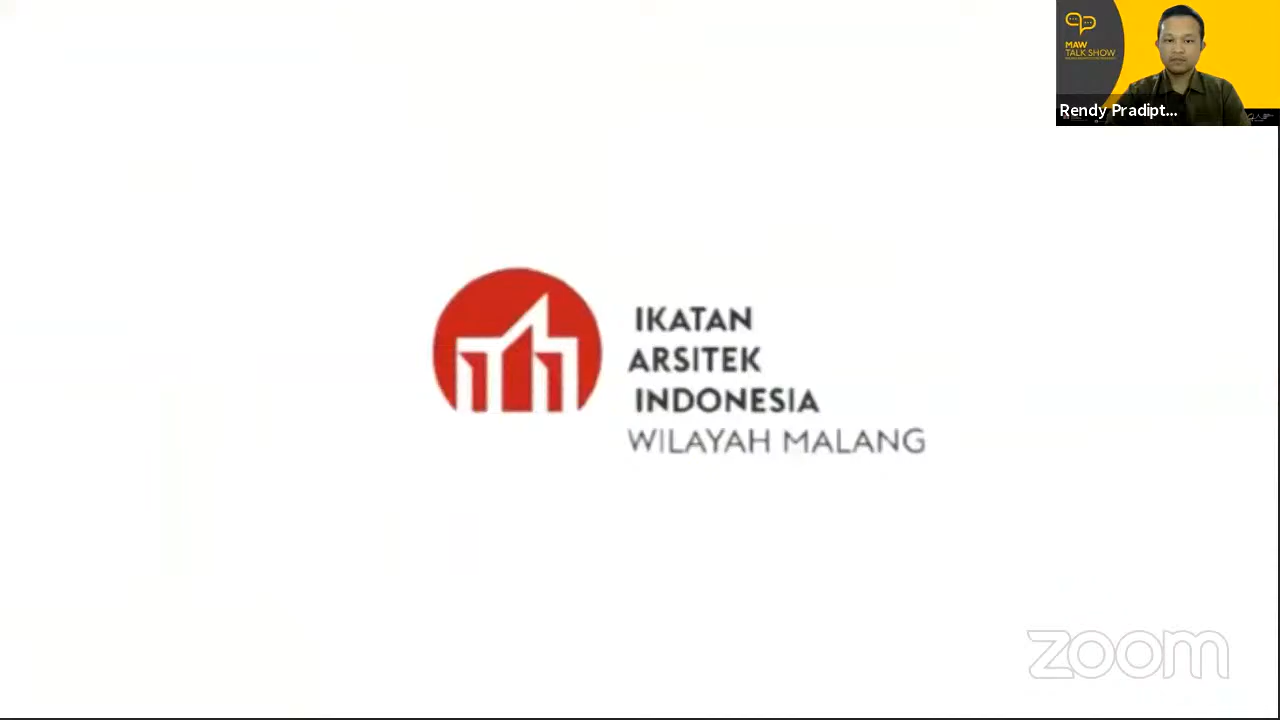 MAW
TALK SHOW
Rendy Pradipt...
IKATAN
ARSITEK
INDONESIA
WILAYAH MALANG
zoom